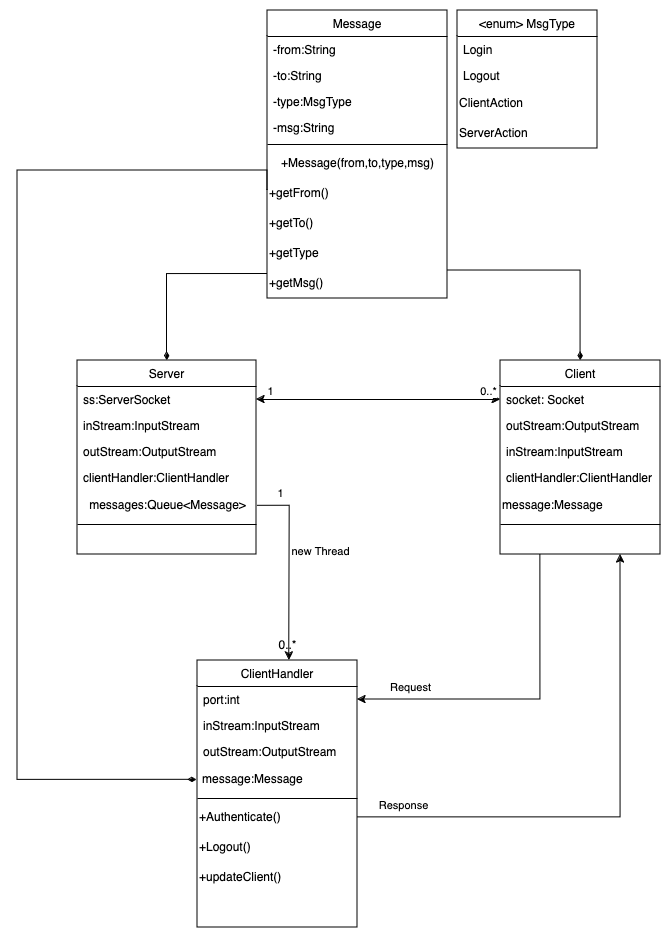 Message
-from:String
-to:String
-type:MsgType
-msg:String
+Message(from,to,type,msg)
+getFrom()
+getTo()
+getType
+getMsg()
<enum> MsgType
Login
Logout
ClientAction
ServerAction
Server
ss:ServerSocket
inStream:InputStream
outStream:OutputStream
clientHandler:ClientHandler
messages:Queue<Message>
1
0..*
Client
socket: Socket
outStream:OutputStream
inStream:InputStream
clientHandler:ClientHandler
message:Message
1
new Thread
0..*
ClientHandler
port:int
inStream:InputStream
outStream:OutputStream
message:Message
+Authenticate()
+Logout()
+updateClient()
Request
Response